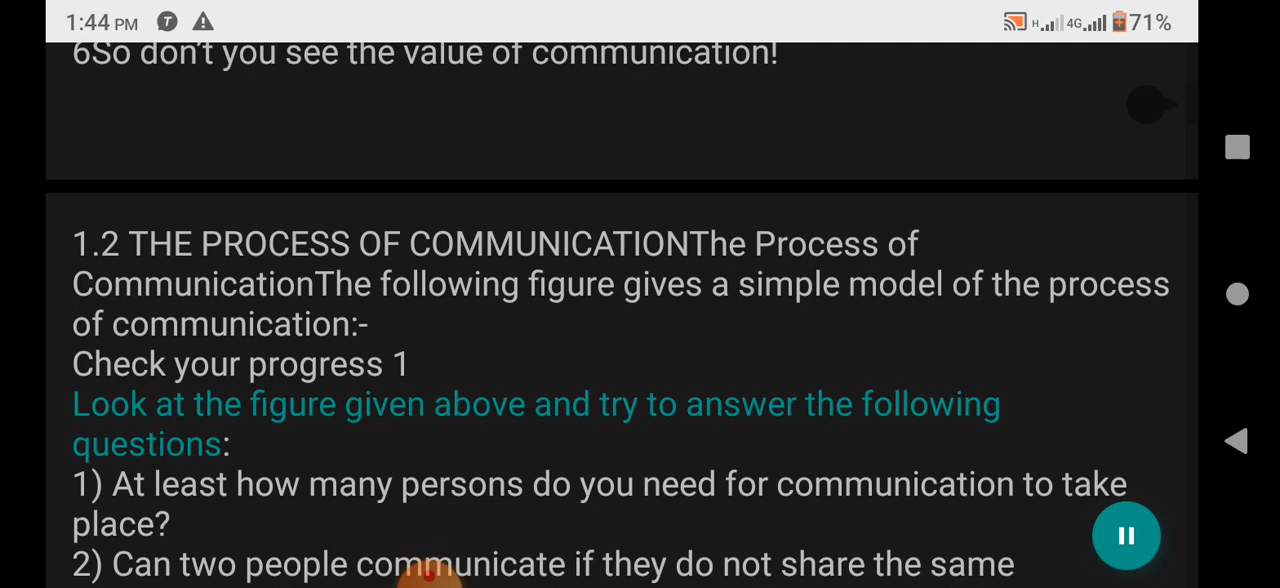 1:44 PM
H 4G 71%
6So don't you see the value of communication!
1.2 THE PROCESS OF COMMUNICATIONThe Process of
CommunicationThe following figure gives a simple model of the process
of communication:-
Check your progress 1
Look at the figure given above and try to answer the following
questions:
1) At least how many persons do you need for communication to take
place?
2) Can two people communicate if they do not share the same